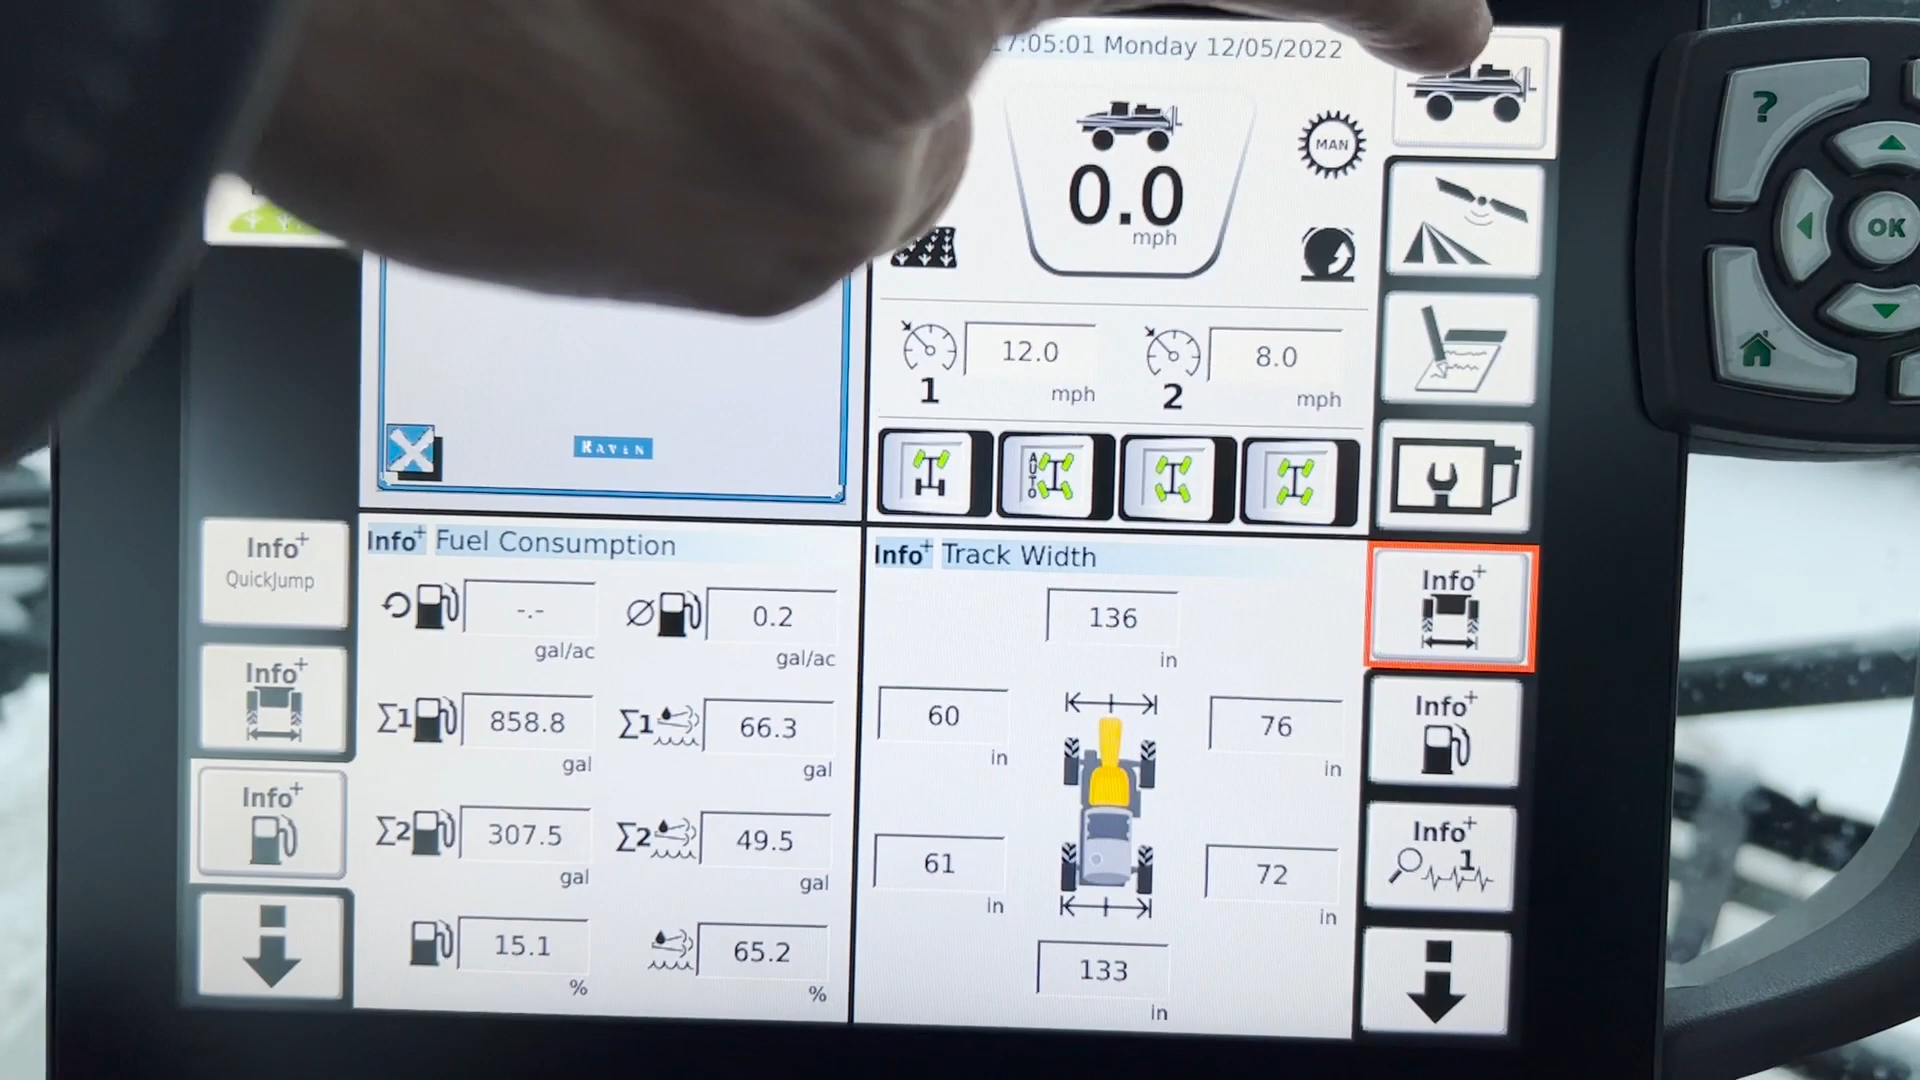 17:05:01 Monday 12/05/2022
?
0.0
mph
MAN
OK
12.0
8.0
1
mph
2
mph
RAVEN
AUTO
Info+
QuickJump
Info+ Fuel Consumption
-.-
gal/ac
Ø
0.2
gal/ac
Σ1
858.8
gal
Σ1
66.3
gal
Σ2
307.5
gal
Σ2
49.5
gal
15.1
%
65.2
%
Info+ Track Width
136
in
60
in
76
in
61
in
72
in
133
in
Info+
Info+
Info+
Info+
Info+
1